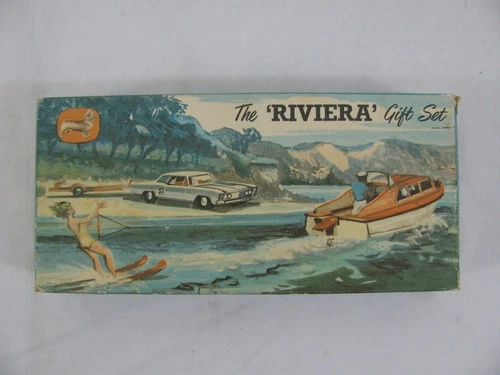 The 'RIVIERA' Gift Set